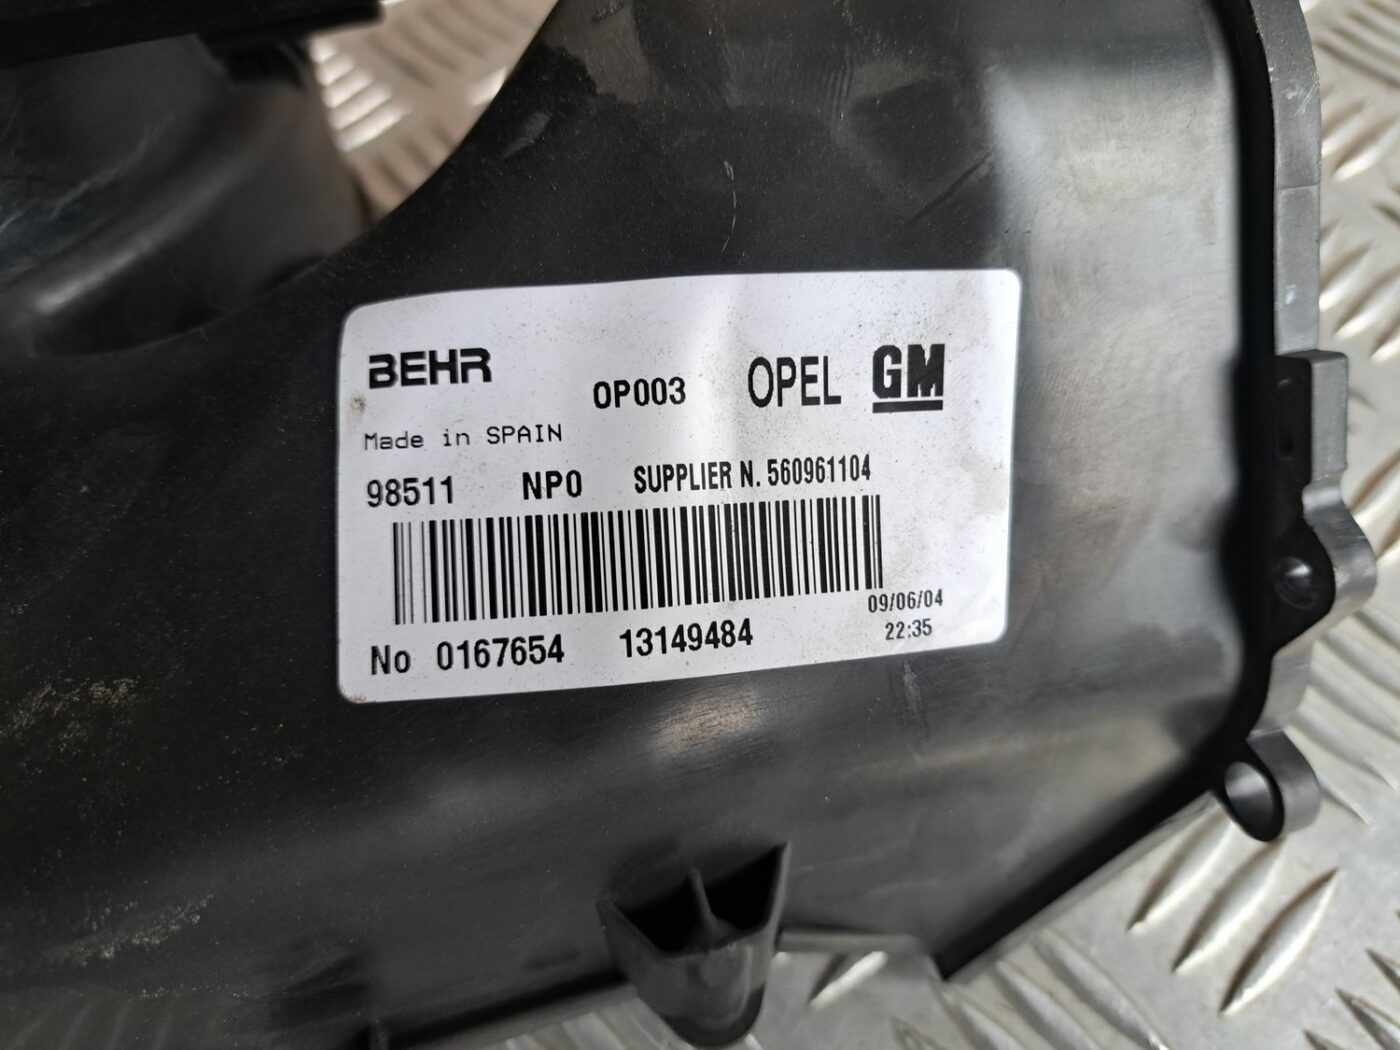 BEHR OP003 OPEL GM
Made in SPAIN
98511 NP0 SUPPLIER N. 560961104
No 0167654 13149484 09/06/04
22:35